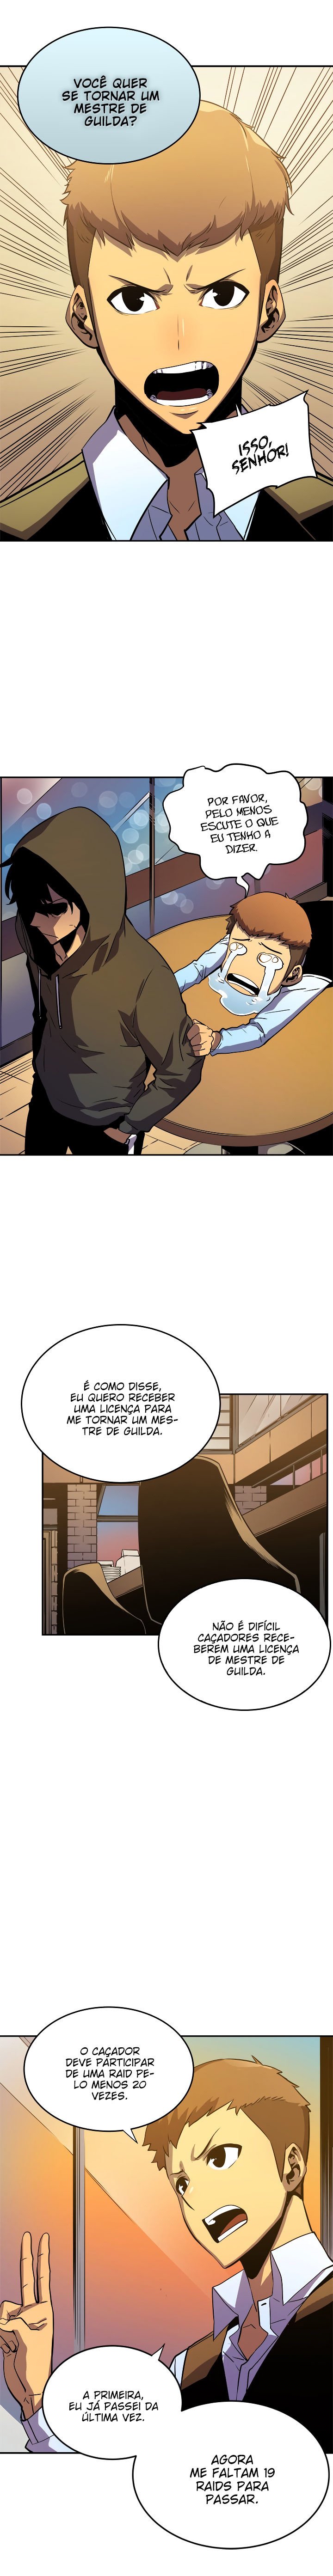 VOCÊ QUER
SE TORNAR UM
MESTRE DE
GUILDA?
ISSO,
SENHOR!
POR FAVOR,
PELO MENOS
ESCUTE O QUE
EU TENHO A
DIZER.
É COMO DISSE,
EU QUERO RECEBER
UMA LICENÇA PARA
ME TORNAR UM MES-
TRE DE GUILDA.
NÃO É DIFÍCIL
CAÇADORES RECE-
BEREM UMA LICENÇA
DE MESTRE DE
GUILDA.
O CAÇADOR
DEVE PARTICIPAR
DE UMA RAID PE-
LO MENOS 20
VEZES.
A PRIMEIRA,
EU JÁ PASSEI DA
ÚLTIMA VEZ.
AGORA
ME FALTAM 19
RAIDS PARA
PASSAR.